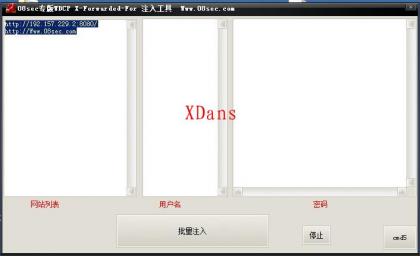 08sec专版WDCP X-Forwarded-For 注入工具 Www.08sec.com
http://192.157.229.2:8080/
http://Www.08sec.com
XDans
网站列表 用户名 密码
批量注入 停止 cmd5